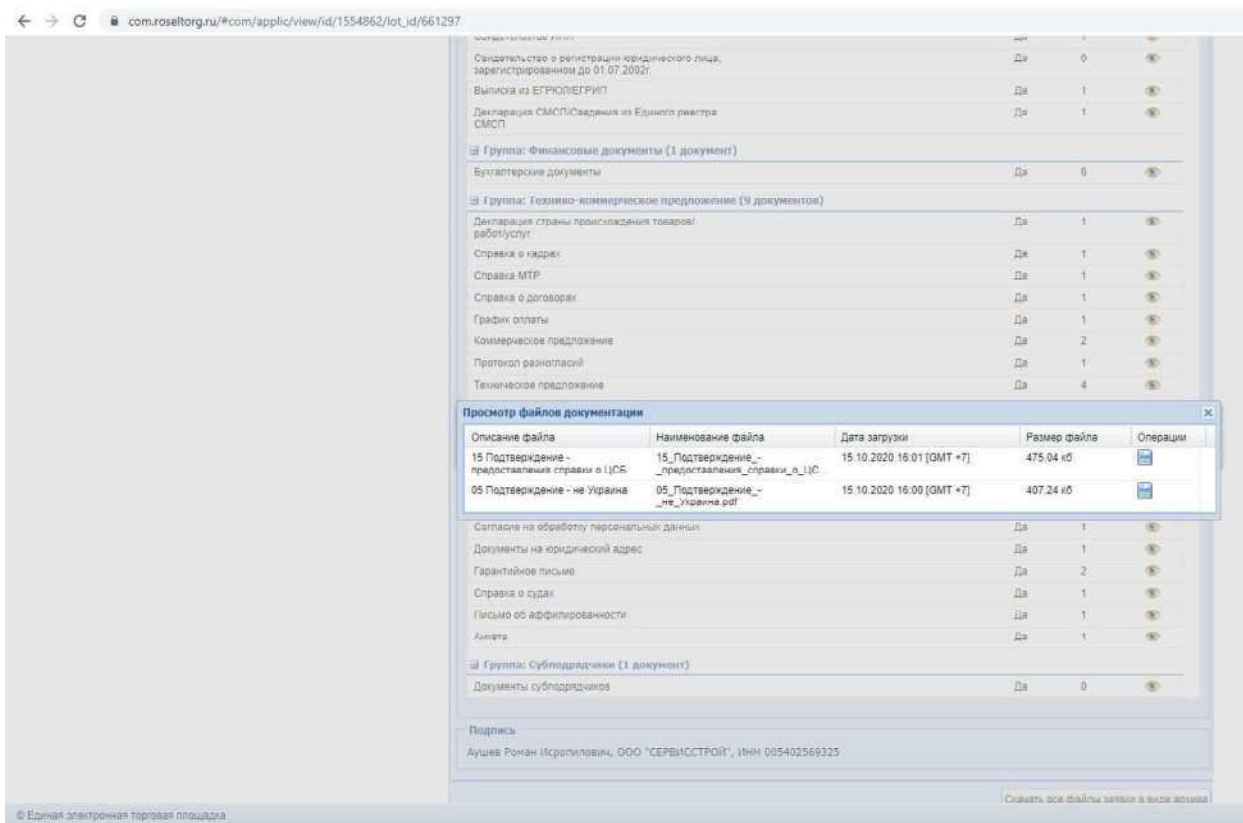 com.roseltorg.ru/#com/applic/view/id/1554862/lot_id/661297
Свидетельство о регистрации юридического лица, Да 0
зарегистрированном до 01.07.2002г.
Выписка из ЕГРЮЛ/ЕГРИП Да 1
Декларация СМСП/Сведения из Единого реестра Да 1
СМСП
Группа: Финансовые документы (1 документ)
Бухгалтерские документы Да 6
Группа: Технико-коммерческое предложение (9 документов)
Декларация страны происхождения товаров/ Да 1
работ/услуг
Справка о кадрах Да 1
Справка МТР Да 1
Справка о договорах Да 1
График оплаты Да 1
Коммерческое предложение Да 2
Протокол разногласий Да 1
Техническое предложение Да 4
Просмотр файлов документации
Описание файла Наименование файла Дата загрузки Размер файла Операции
15 Подтверждение - 15_Подтверждение_- 15.10.2020 16:01 [GMT +7] 475.04 кб
предоставления справки о ЦСБ _предоставления_справки_о_ЦС...
05 Подтверждение - не Украина 05_Подтверждение_- 15.10.2020 16:00 [GMT +7] 407.24 кб
_не_Украина.pdf
Согласие на обработку персональных данных Да 1
Документы на юридический адрес Да 1
Гарантийное письмо Да 2
Справка о судах Да 1
Письмо об аффилированности Да 1
Анкета Да 1
Группа: Субподрядчики (1 документ)
Документы субподрядчиков Да 0
Подпись
Аушев Роман Исропилович, ООО "СЕРВИССТРОЙ", ИНН 005402569325
Скачать все файлы заявки в виде архива
© Единая электронная торговая площадка